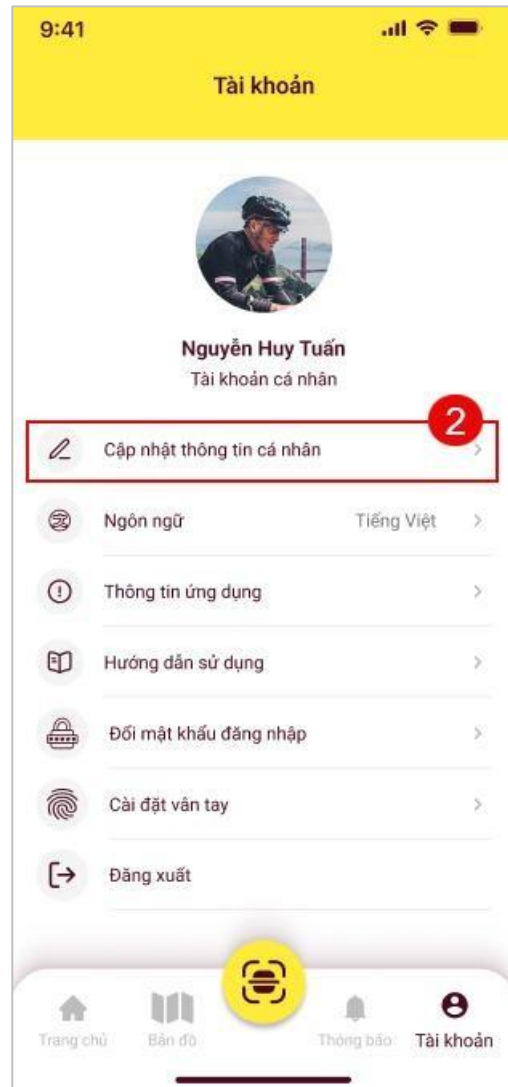 9:41
Tài khoản
Nguyễn Huy Tuấn
Tài khoản cá nhân
2
Cập nhật thông tin cá nhân
Ngôn ngữ Tiếng Việt
Thông tin ứng dụng
Hướng dẫn sử dụng
Đổi mật khẩu đăng nhập
Cài đặt vân tay
Đăng xuất
Trang chủ Bản đồ Thông báo Tài khoản